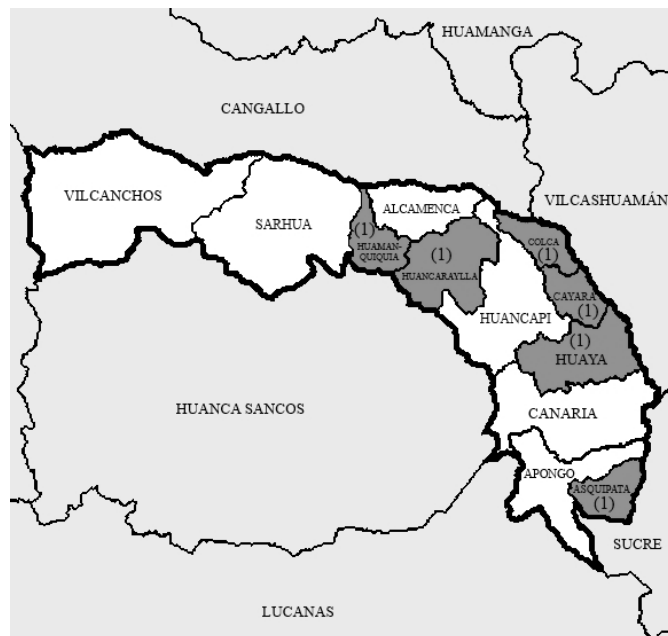 HUAMANGA
CANGALLO
VILCANCHOS
VILCASHUAMÁN
ALCAMENCA
SARHUA
(1)
HUAMAN-
QUIQUIA
(1)
HUANCARAYLLA
COLCA
(1)
CAYARA
(1)
HUANCAPI
(1)
HUAYA
HUANCA SANCOS
CANARIA
APONGO
ASQUIPATA
(1)
SUCRE
LUCANAS